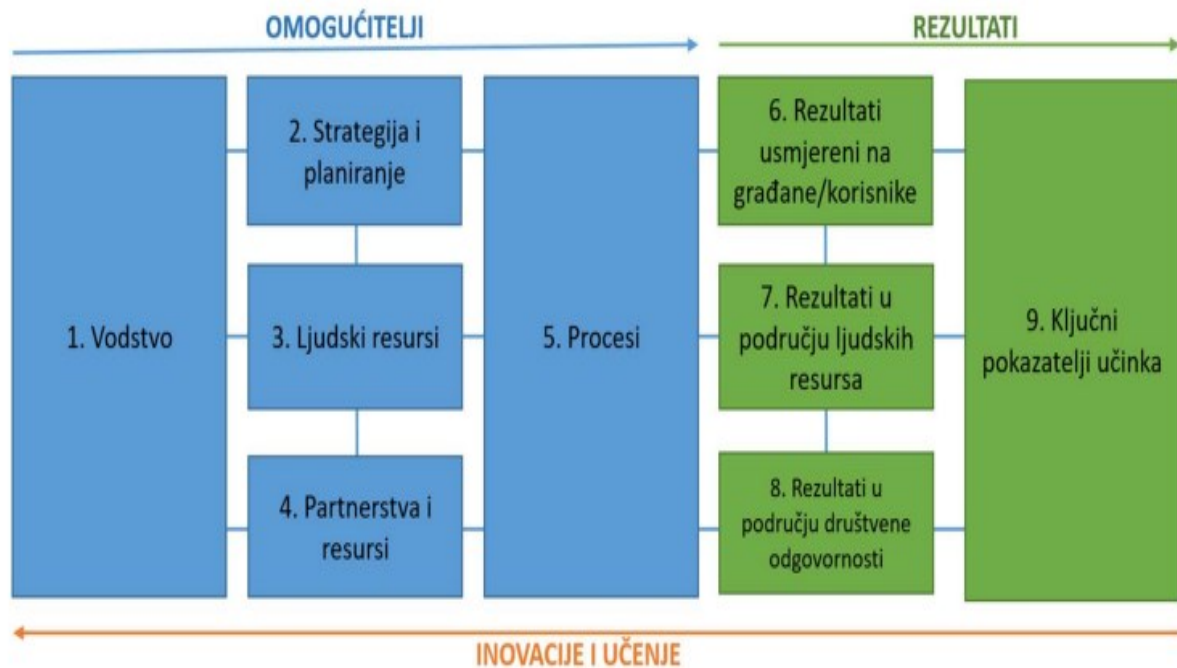 OMOGUĆITELJI
REZULTATI
1. Vodstvo
2. Strategija i
planiranje
3. Ljudski resursi
4. Partnerstva i
resursi
5. Procesi
6. Rezultati
usmjereni na
građane/korisnike
7. Rezultati u
području ljudskih
resursa
8. Rezultati u
području društvene
odgovornosti
9. Ključni
pokazatelji učinka
INOVACIJE I UČENJE